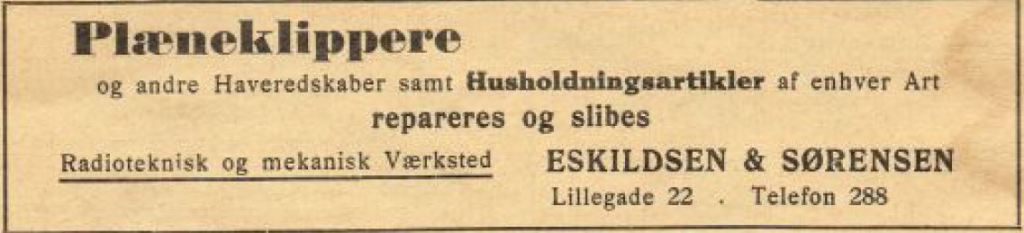 Plæneklippere
og andre Haveredskaber samt Husholdningsartikler af enhver Art
repareres og slibes
Radioteknisk og mekanisk Værksted
ESKILDSEN & SØRENSEN
Lillegade 22 . Telefon 288